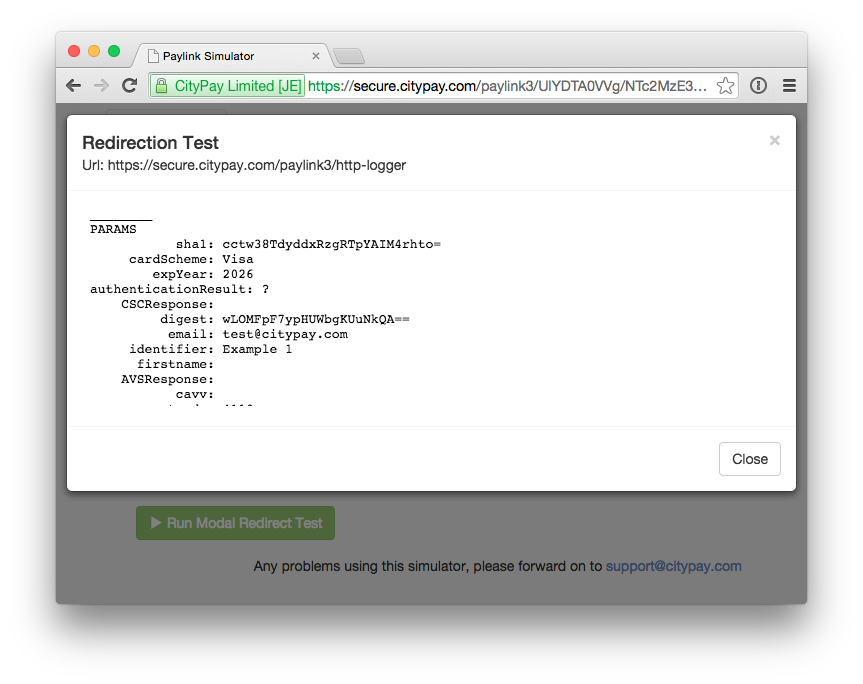 Paylink Simulator
CityPay Limited [JE] https://secure.citypay.com/paylink3/UlYDTA0VVg/NTc2MzE3...
Redirection Test
Url: https://secure.citypay.com/paylink3/http-logger
PARAMS
sha1: cctw38TdyddxRzgRTpYAIM4rhto=
cardScheme: Visa
expYear: 2026
authenticationResult: ?
CSCResponse:
digest: wLOMFpF7ypHUWbgKUuNkQA==
email: test@citypay.com
identifier: Example 1
firstname:
AVSResponse:
cavv:
Close
Run Modal Redirect Test
Any problems using this simulator, please forward on to support@citypay.com